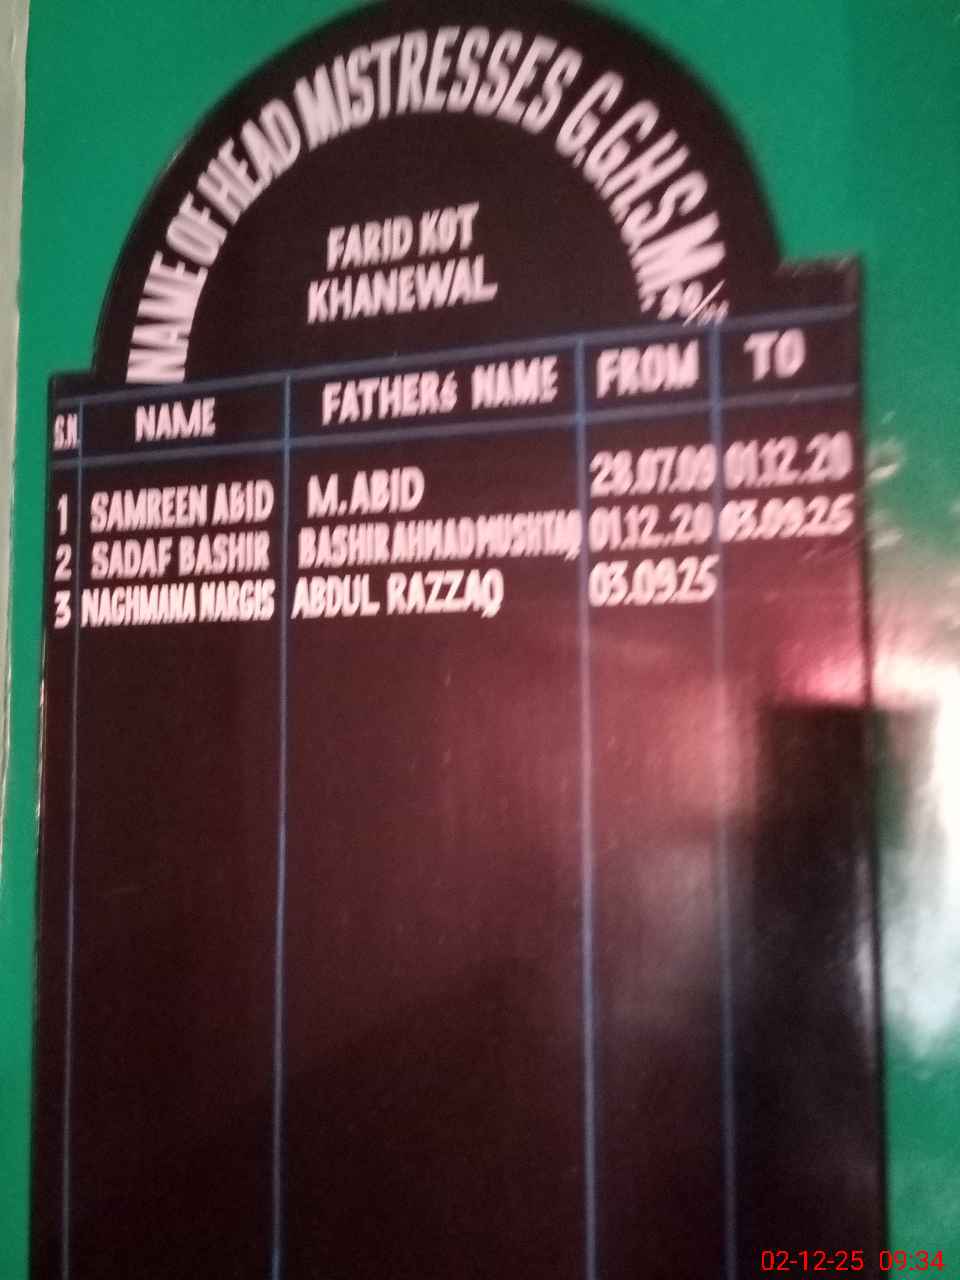 NAME OF HEAD MISTRESSES G.G.H.S.M.
FARID KOT
KHANEWAL
S.N. NAME FATHERś NAME FROM TO
1 SAMREEN ABID M.ABID 28.07.09 01.12.20
2 SADAF BASHIR BASHIR AHMAD MUSHTAQ 01.12.20 03.09.25
3 NAGHMANA NARGIS ABDUL RAZZAQ 03.09.25
02-12-25 09:34